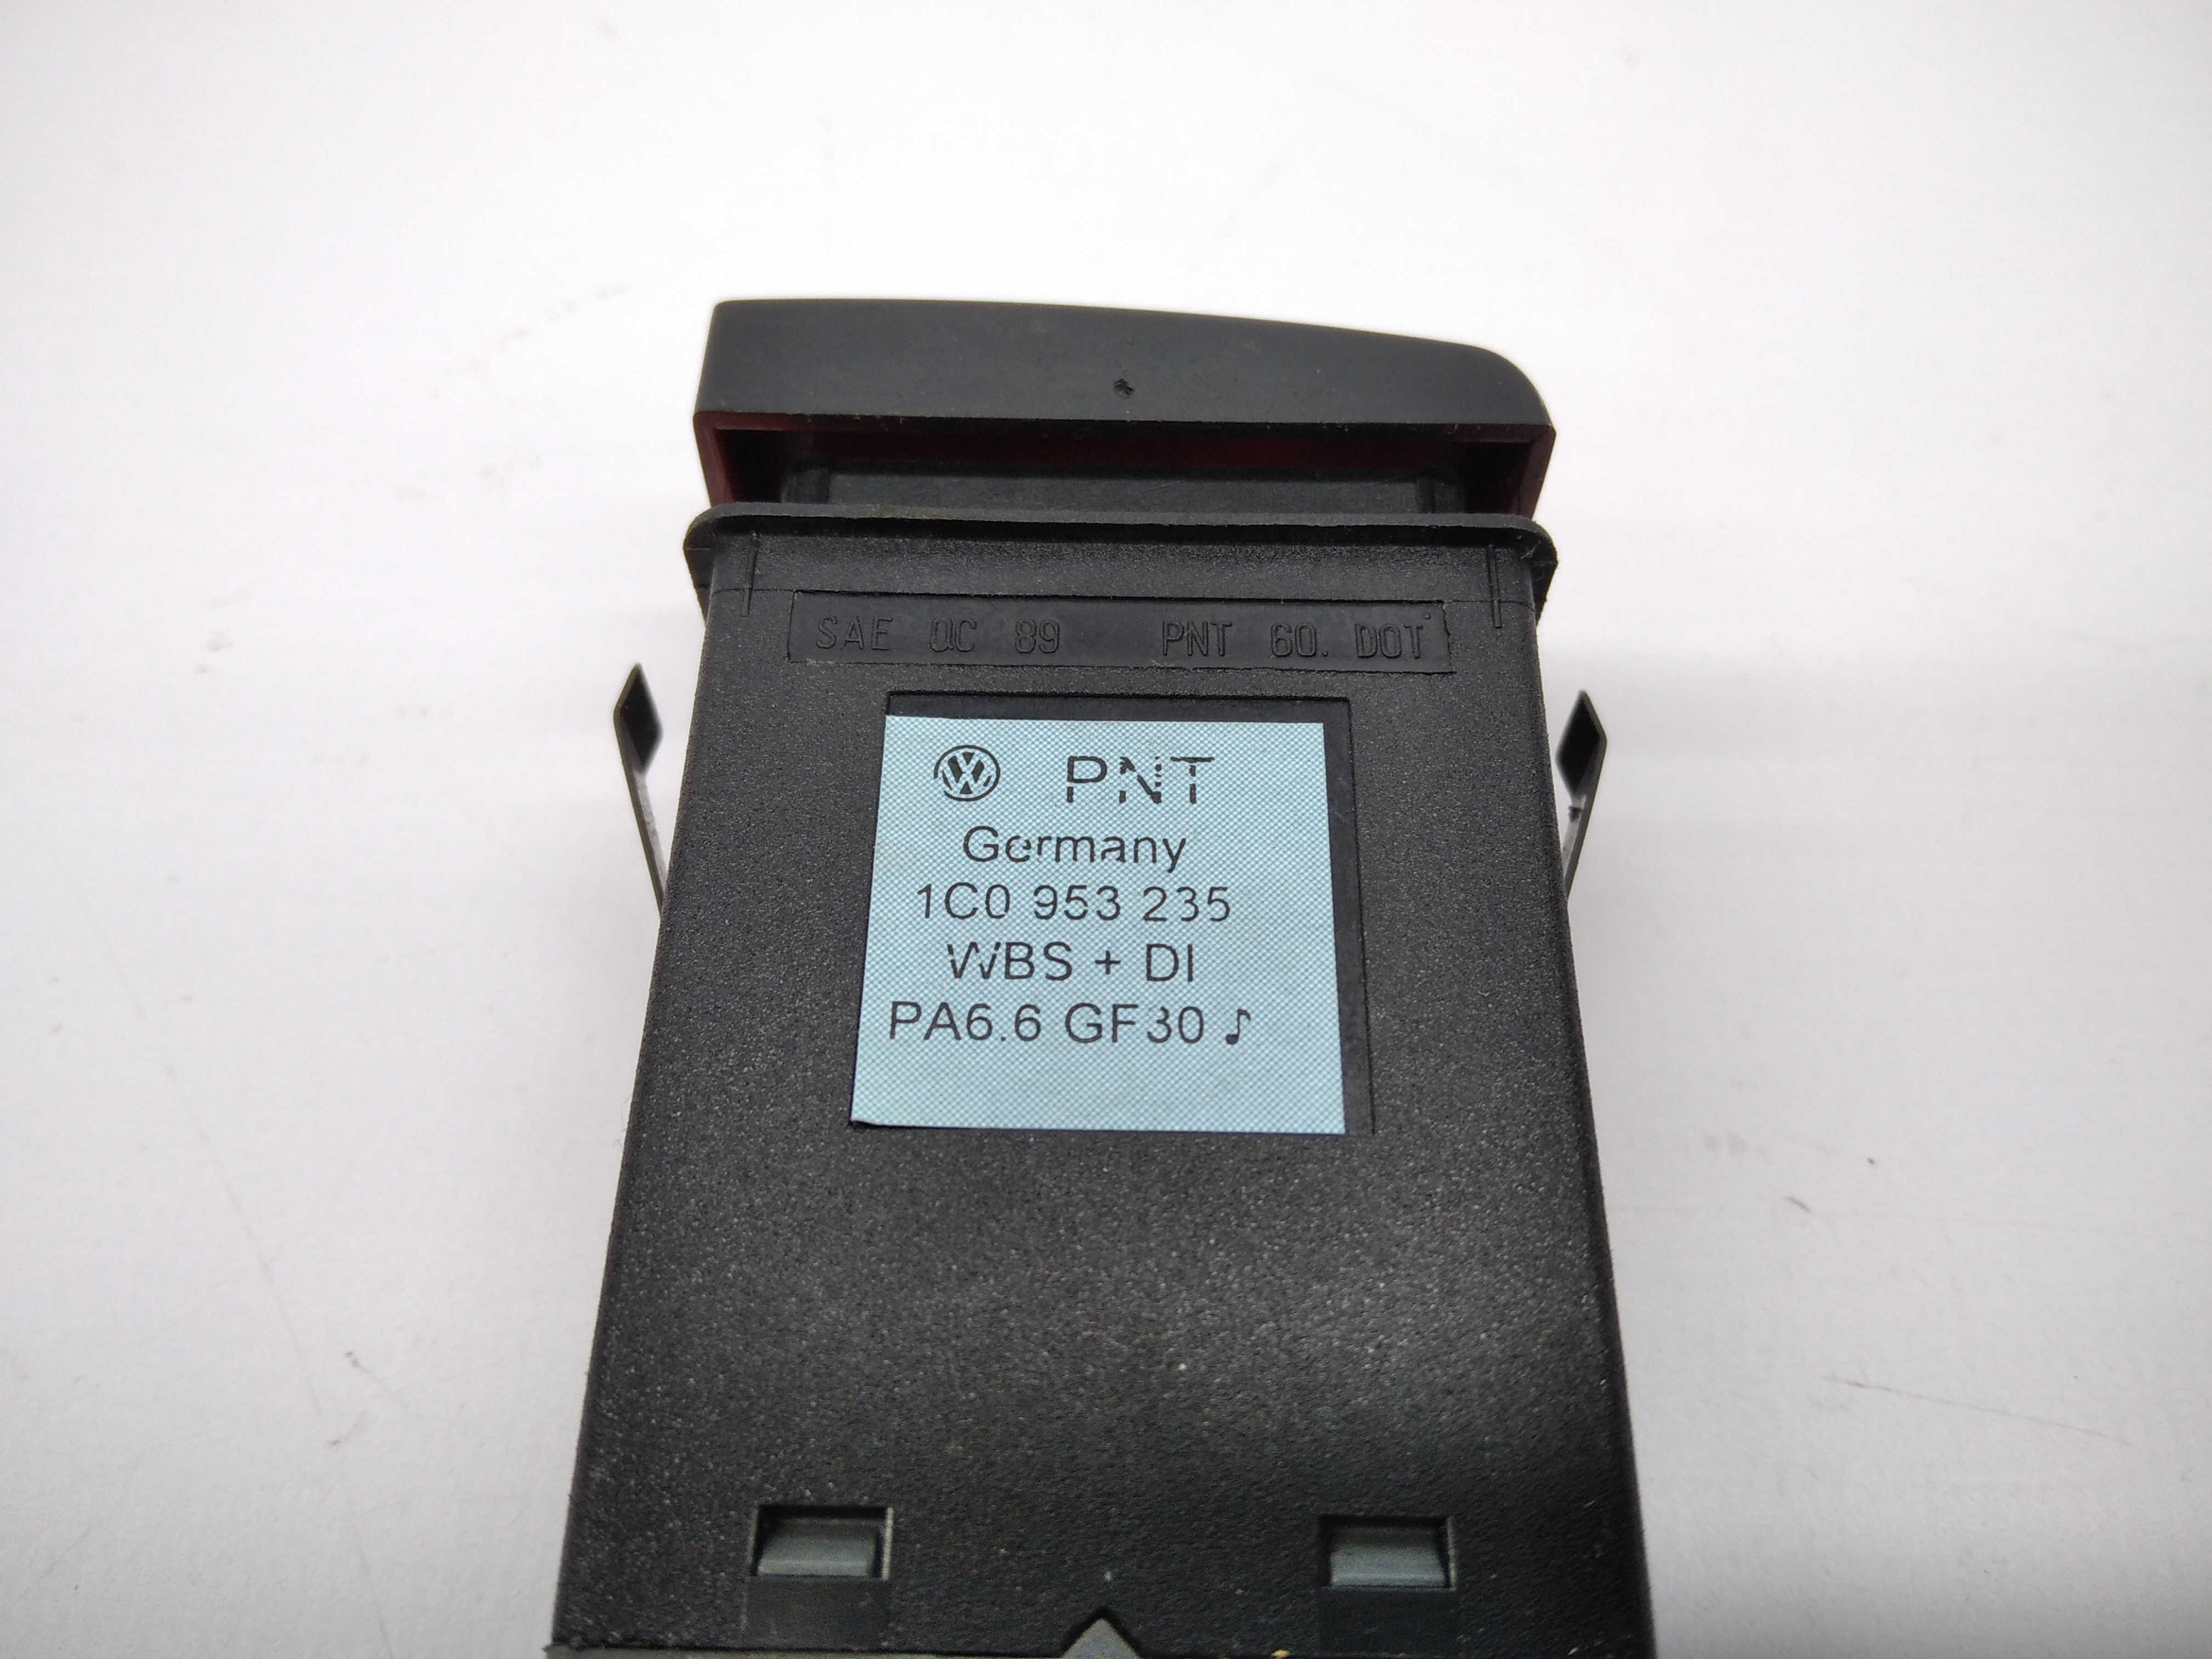 SAE QC 89 PNT 60. DOT
PNT
Germany
1C0 953 235
WBS + DI
PA6.6 GF30 ♪